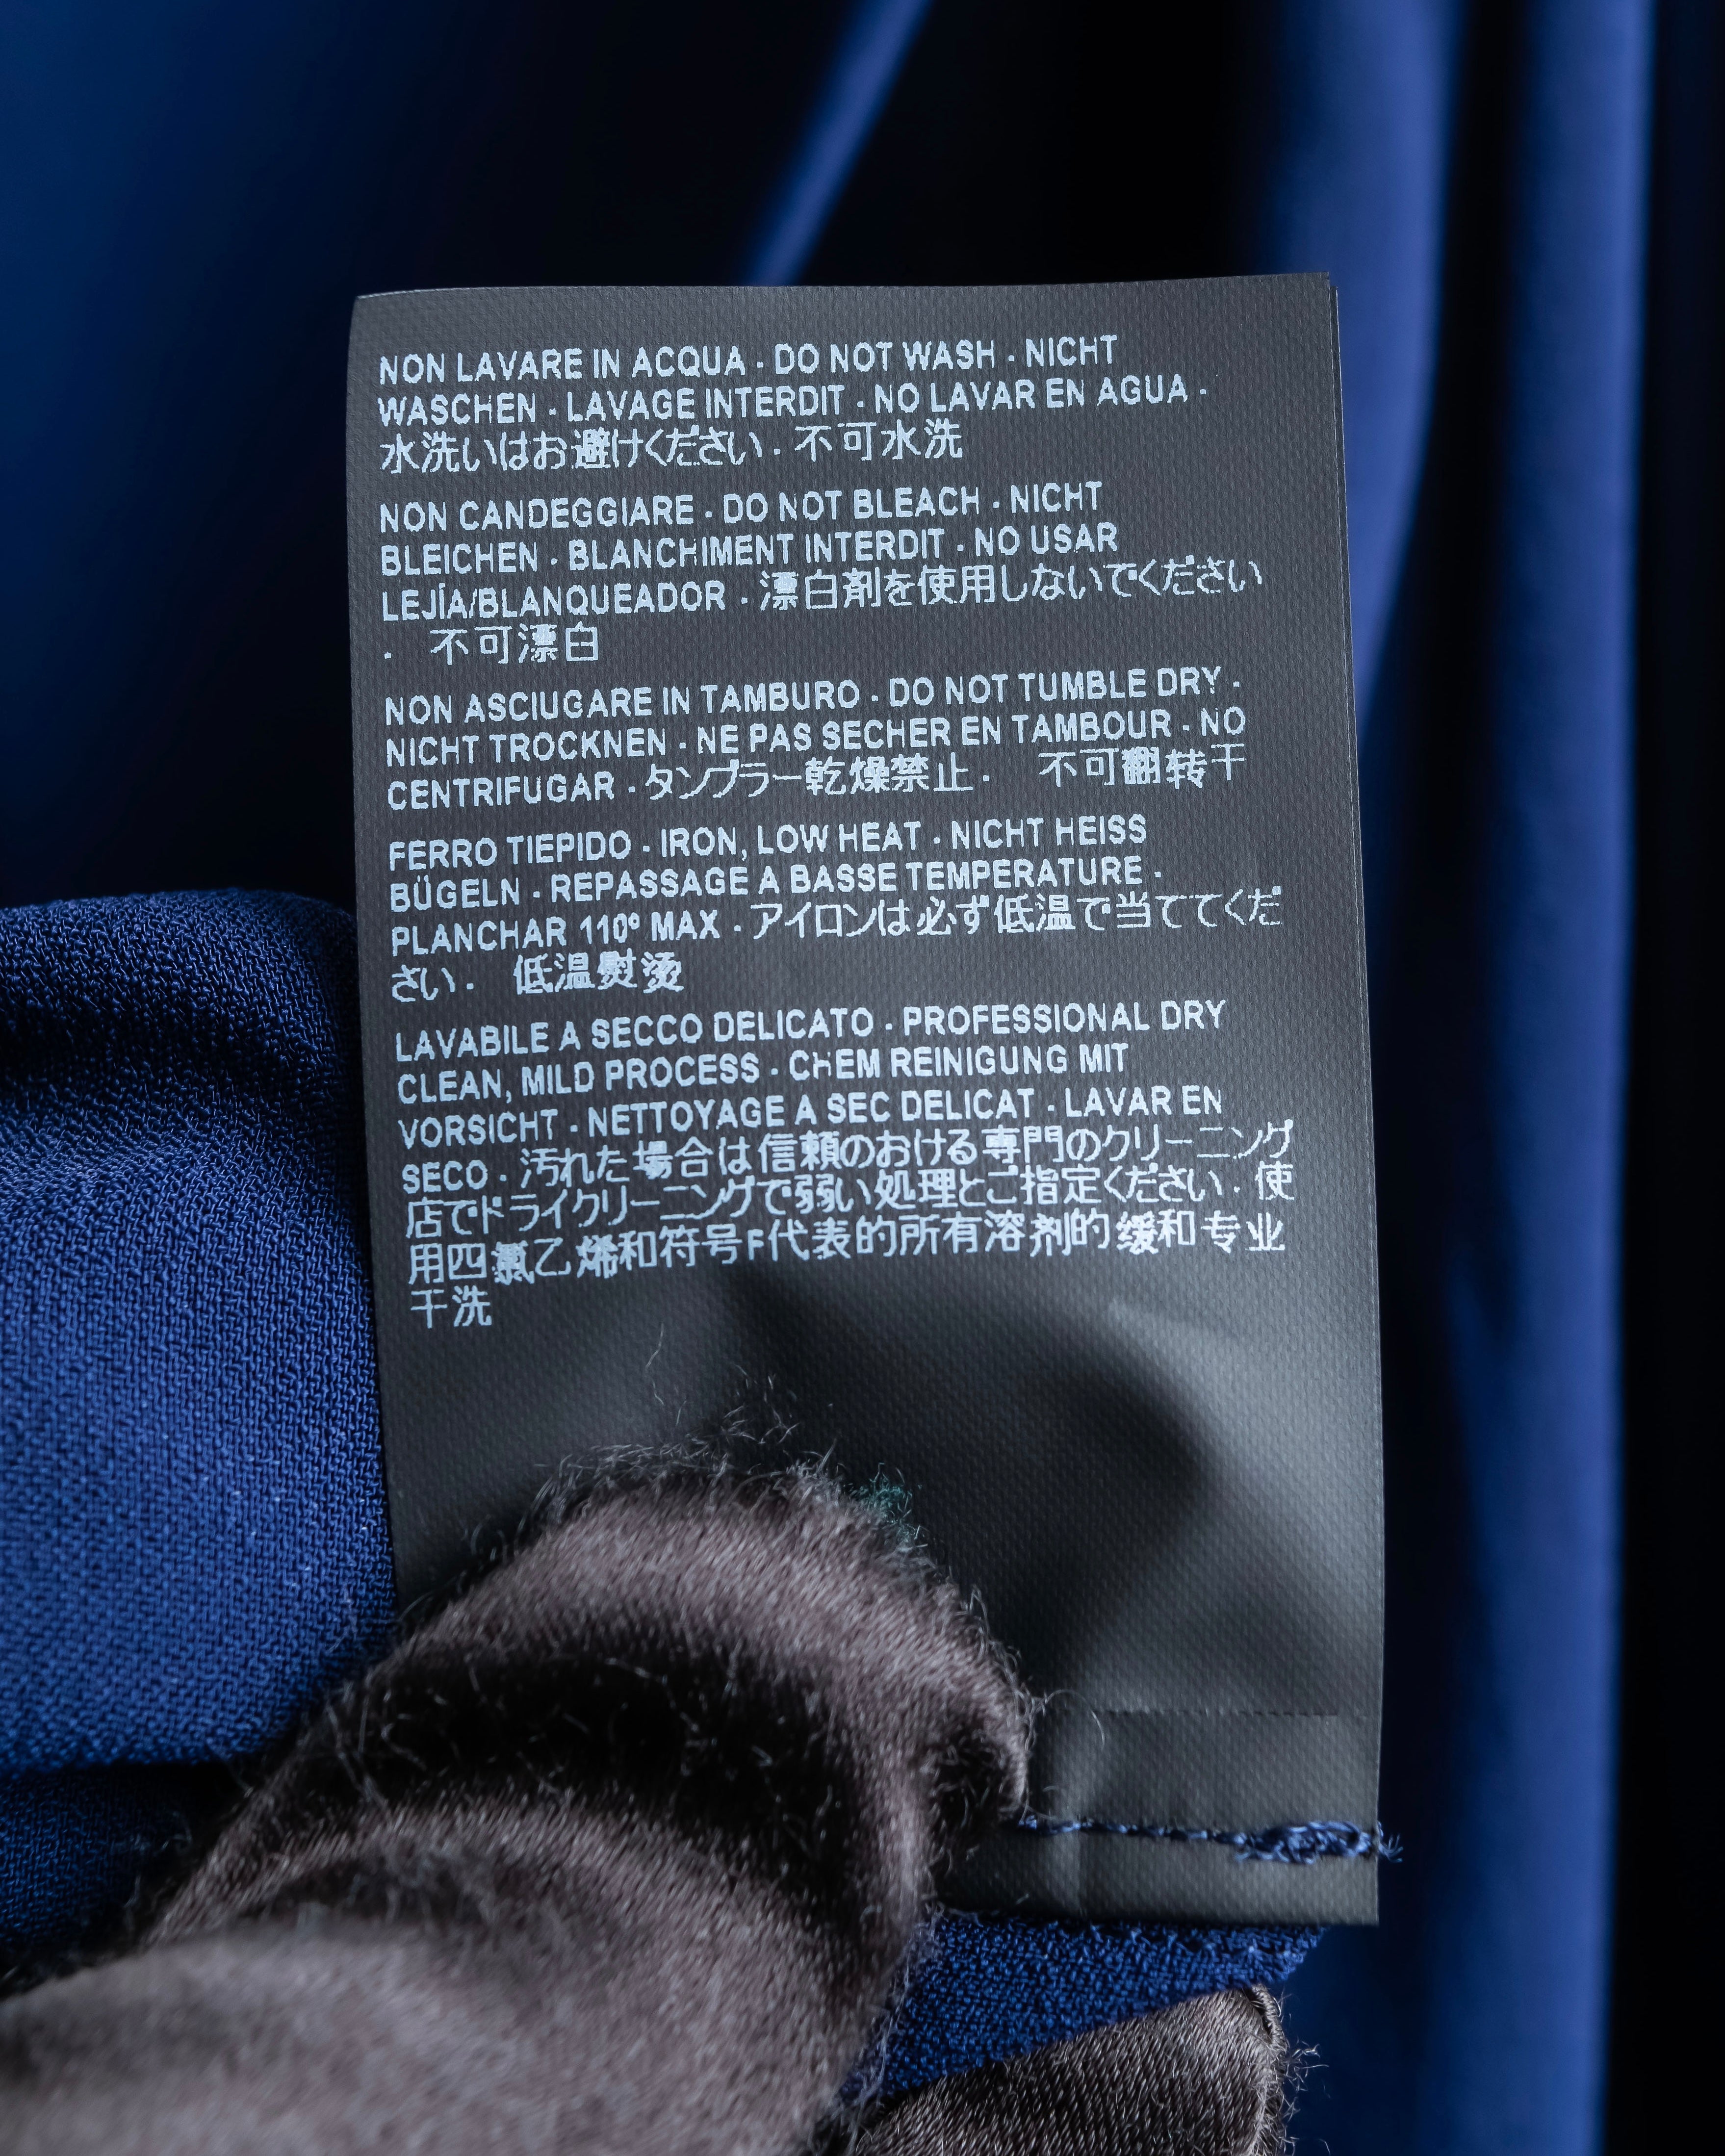 NON LAVARE IN ACQUA - DO NOT WASH - NICHT
WASCHEN - LAVAGE INTERDIT - NO LAVAR EN AGUA -
水洗いはお避けください. 不可水洗
NON CANDEGGIARE - DO NOT BLEACH - NICHT
BLEICHEN - BLANCHIMENT INTERDIT - NO USAR
LEJÍA/BLANQUEADOR - 漂白剤を使用しないでください
. 不可漂白
NON ASCIUGARE IN TAMBURO - DO NOT TUMBLE DRY -
NICHT TROCKNEN - NE PAS SECHER EN TAMBOUR - NO
CENTRIFUGAR - タンブラー乾燥禁止. 不可翻转干
FERRO TIEPIDO - IRON, LOW HEAT - NICHT HEISS
BÜGELN - REPASSAGE A BASSE TEMPERATURE -
PLANCHAR 110º MAX - アイロンは必ず低温で当ててくだ
さい. 低温熨烫
LAVABILE A SECCO DELICATO - PROFESSIONAL DRY
CLEAN, MILD PROCESS - CHEM REINIGUNG MIT
VORSICHT - NETTOYAGE A SEC DELICAT - LAVAR EN
SECO - 汚れた場合は信頼のおける専門のクリーニング
店でドライクリーニングで弱い処理とご指定ください. 使
用四氯乙烯和符号F代表的所有溶剂的缓和专业
干洗